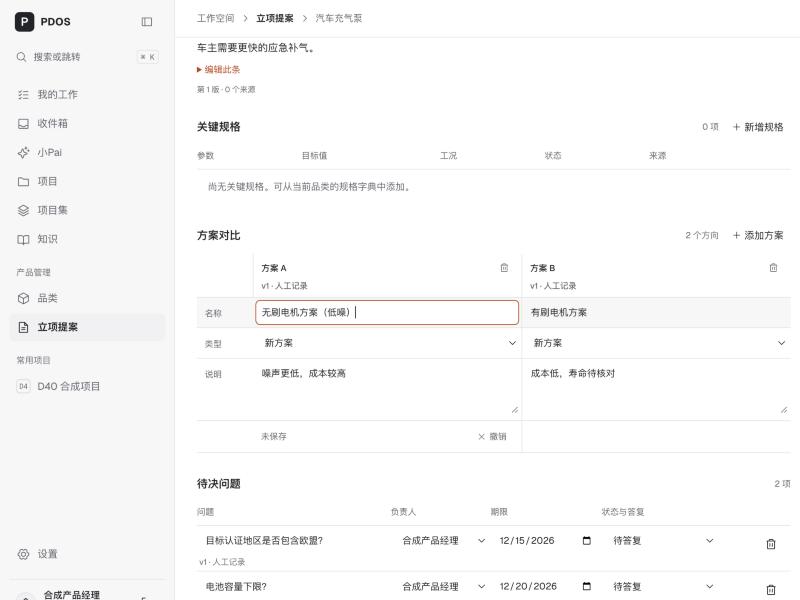 P PDOS
工作空间 > 立项提案 > 汽车充气泵
车主需要更快的应急补气。
搜索或跳转 ⌘ K
▶ 编辑此条
第 1 版 · 0 个来源
我的工作
收件箱
小Pai
项目
项目集
知识
产品管理
品类
立项提案
常用项目
D4 D40 合成项目
设置
合成产品经理
关键规格 0 项 + 新增规格
参数 目标值 工况 状态 来源
尚无关键规格。可从当前品类的规格字典中添加。
方案对比 2 个方向 + 添加方案
方案 A 方案 B
v1 · 人工记录 v1 · 人工记录
名称 无刷电机方案（低噪） 有刷电机方案
类型 新方案 新方案
说明 噪声更低，成本较高 成本低，寿命待核对
未保存 × 撤销
待决问题 2 项
问题 负责人 期限 状态与答复
目标认证地区是否包含欧盟? 合成产品经理 12/15/2026 待答复
v1 · 人工记录
电池容量下限? 合成产品经理 12/20/2026 待答复